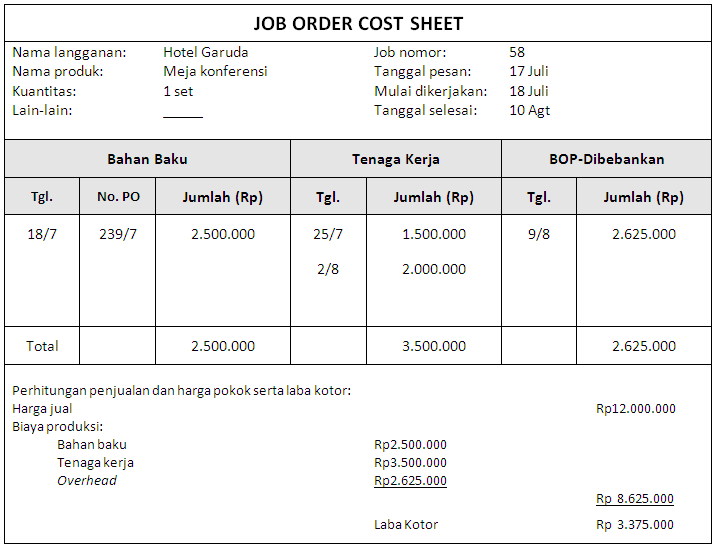 JOB ORDER COST SHEET
Nama langganan: Hotel Garuda Job nomor: 58
Nama produk: Meja konferensi Tanggal pesan: 17 Juli
Kuantitas: 1 set Mulai dikerjakan: 18 Juli
Lain-lain: _____ Tanggal selesai: 10 Agt
Bahan Baku Tenaga Kerja BOP-Dibebankan
Tgl. No. PO Jumlah (Rp) Tgl. Jumlah (Rp) Tgl. Jumlah (Rp)
18/7 239/7 2.500.000 25/7 1.500.000 9/8 2.625.000
2/8 2.000.000
Total 2.500.000 3.500.000 2.625.000
Perhitungan penjualan dan harga pokok serta laba kotor:
Harga jual Rp12.000.000
Biaya produksi:
Bahan baku Rp2.500.000
Tenaga kerja Rp3.500.000
Overhead Rp2.625.000
Rp 8.625.000
Laba Kotor Rp 3.375.000